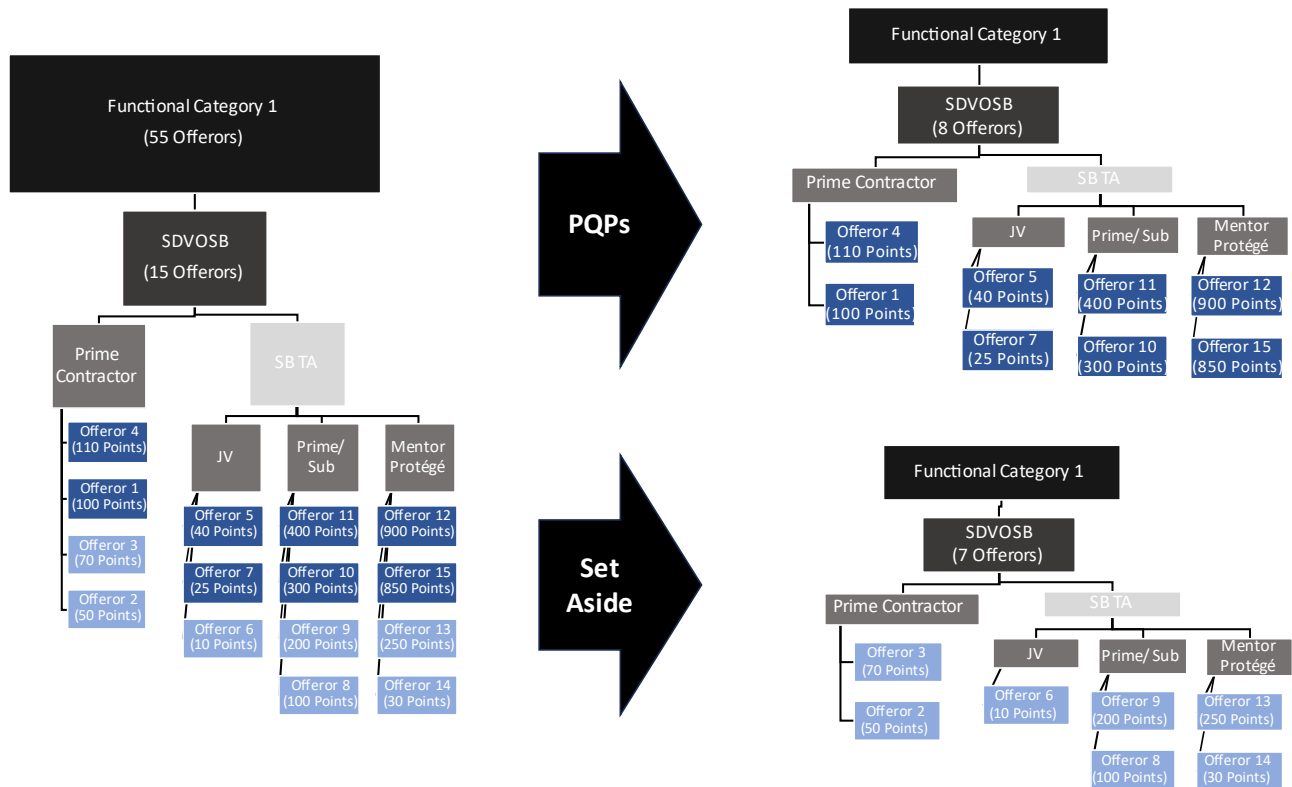 Functional Category 1
(55 Offerors)
SDVOSB
(15 Offerors)
Prime
Contractor
SBTA
Offeror 4
(110 Points)
Offeror 1
(100 Points)
Offeror 3
(70 Points)
Offeror 2
(50 Points)
JV
Offeror 5
(40 Points)
Offeror 7
(25 Points)
Offeror 6
(10 Points)
Prime/
Sub
Offeror 11
(400 Points)
Offeror 10
(300 Points)
Offeror 9
(200 Points)
Offeror 8
(100 Points)
Mentor
Protégé
Offeror 12
(900 Points)
Offeror 15
(850 Points)
Offeror 13
(250 Points)
Offeror 14
(30 Points)
PQPs
Functional Category 1
SDVOSB
(8 Offerors)
Prime Contractor
SBTA
Offeror 4
(110 Points)
Offeror 1
(100 Points)
JV
Offeror 5
(40 Points)
Offeror 7
(25 Points)
Prime/ Sub
Offeror 11
(400 Points)
Offeror 10
(300 Points)
Mentor
Protégé
Offeror 12
(900 Points)
Offeror 15
(850 Points)
Set
Aside
Functional Category 1
SDVOSB
(7 Offerors)
Prime Contractor
SBTA
Offeror 3
(70 Points)
Offeror 2
(50 Points)
JV
Offeror 6
(10 Points)
Prime/ Sub
Offeror 9
(200 Points)
Offeror 8
(100 Points)
Mentor
Protégé
Offeror 13
(250 Points)
Offeror 14
(30 Points)